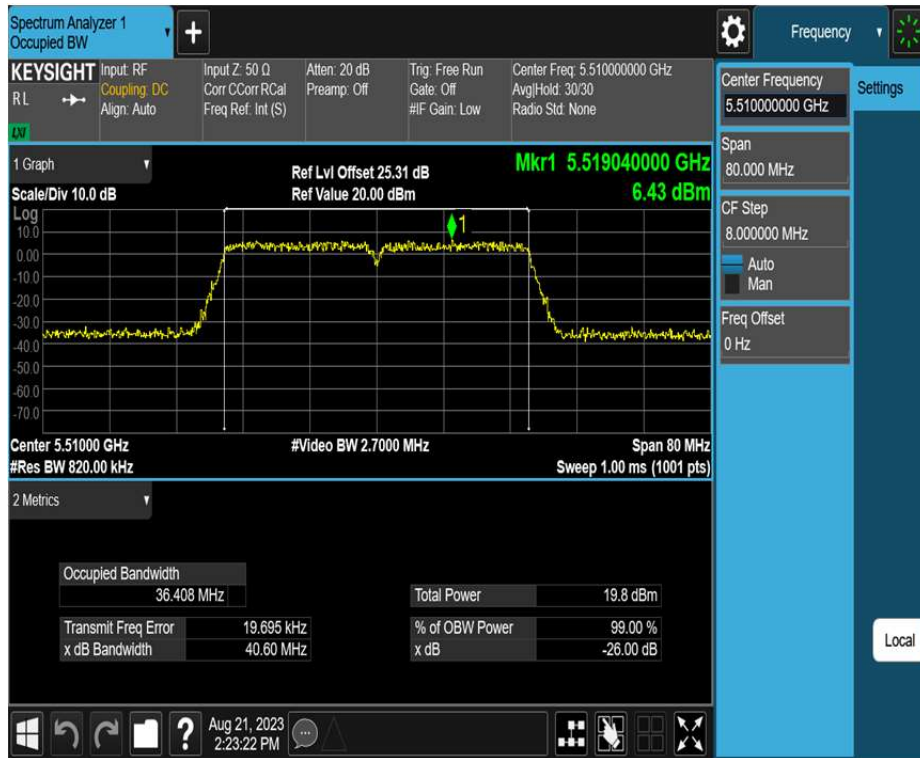 Spectrum Analyzer 1
Occupied BW
+
Frequency
KEYSIGHT
R L
LXI
Input: RF
Coupling: DC
Align: Auto
Input Z: 50 Ω
Corr CCorr RCal
Freq Ref: Int (S)
Atten: 20 dB
Preamp: Off
Trig: Free Run
Gate: Off
#IF Gain: Low
Center Freq: 5.510000000 GHz
Avg|Hold: 30/30
Radio Std: None
Center Frequency
5.510000000 GHz
Settings
Span
80.000 MHz
CF Step
8.000000 MHz
Auto
Man
Freq Offset
0 Hz
Local
1 Graph
Scale/Div 10.0 dB
Ref Lvl Offset 25.31 dB
Ref Value 20.00 dBm
Mkr1 5.519040000 GHz
6.43 dBm
Log
10.0
0.00
-10.0
-20.0
-30.0
-40.0
-50.0
-60.0
-70.0
1
Center 5.51000 GHz
#Video BW 2.7000 MHz
Span 80 MHz
#Res BW 820.00 kHz
Sweep 1.00 ms (1001 pts)
2 Metrics
Occupied Bandwidth
36.408 MHz
Total Power 19.8 dBm
Transmit Freq Error 19.695 kHz
% of OBW Power 99.00 %
x dB Bandwidth 40.60 MHz
x dB -26.00 dB
?
Aug 21, 2023
2:23:22 PM